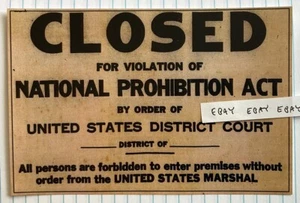 CLOSED
FOR VIOLATION OF
NATIONAL PROHIBITION ACT
BY ORDER OF
EBAY EBAY EBAY
UNITED STATES DISTRICT COURT
DISTRICT OF
All persons are forbidden to enter premises without
order from the UNITED STATES MARSHAL